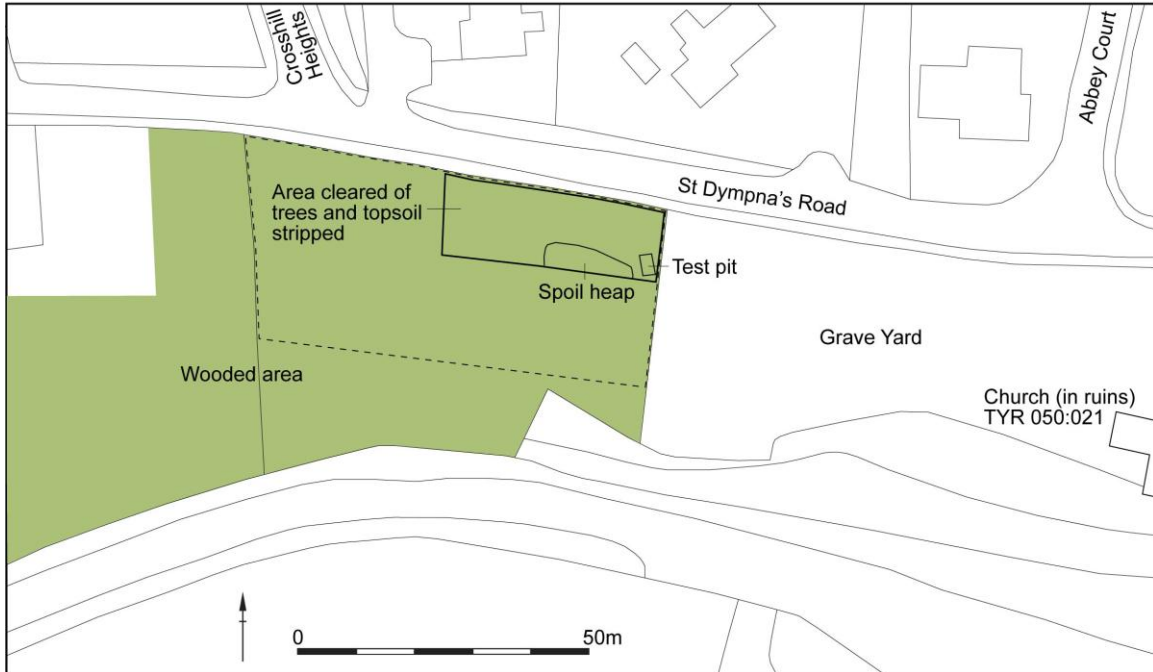 Crosshill
Heights
Abbey Court
St Dympna's Road
Area cleared of
trees and topsoil
stripped
Test pit
Spoil heap
Grave Yard
Wooded area
Church (in ruins)
TYR 050:021
0
50m